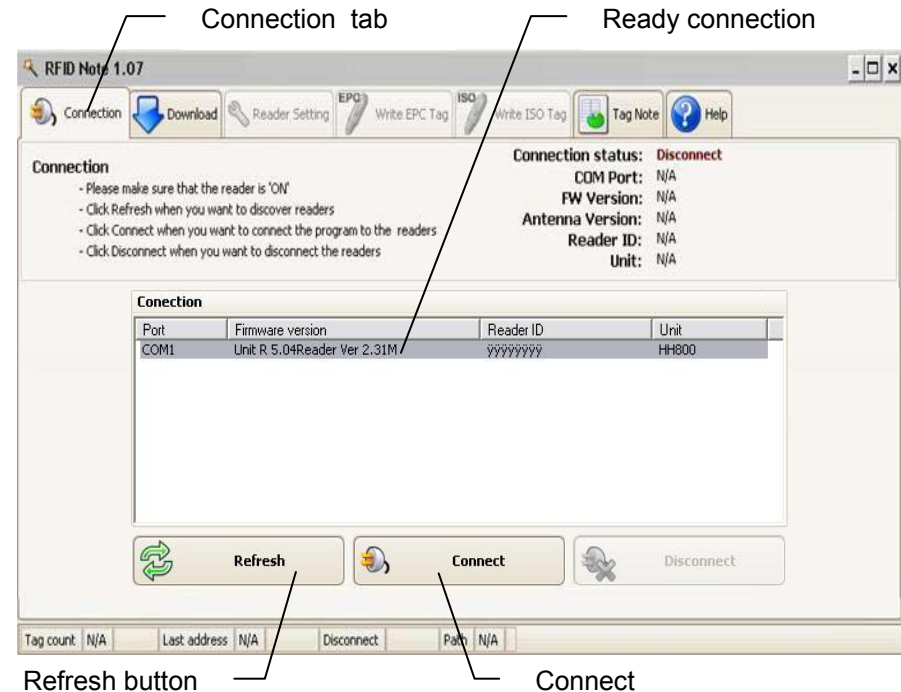 Connection tab
Ready connection
RFID Note 1.07
Connection Download Reader Setting EPC Write EPC Tag ISO Write ISO Tag Tag Note Help
Connection
- Please make sure that the reader is 'ON'
- Click Refresh when you want to discover readers
- Click Connect when you want to connect the program to the readers
- Click Disconnect when you want to disconnect the readers
Connection status: Disconnect
COM Port: N/A
FW Version: N/A
Antenna Version: N/A
Reader ID: N/A
Unit: N/A
Conection
Port Firmware version Reader ID Unit
COM1 Unit R 5.04Reader Ver 2.31M ÿÿÿÿÿÿÿÿ HH800
Refresh Connect Disconnect
Tag count N/A Last address N/A Disconnect Path N/A
Refresh button
Connect